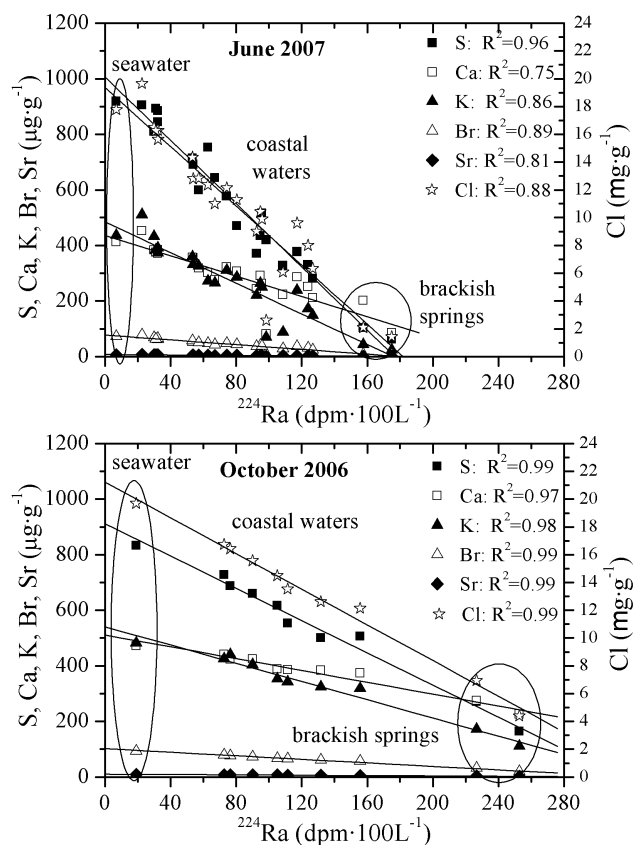 June 2007
seawater
coastal
waters
brackish
springs
S: R²=0.96
Ca: R²=0.75
K: R²=0.86
Br: R²=0.89
Sr: R²=0.81
Cl: R²=0.88
S, Ca, K, Br, Sr (µg·g⁻¹)
1200
1000
800
600
400
200
0
Cl (mg·g⁻¹)
24
22
20
18
16
14
12
10
8
6
4
2
0
0 40 80 120 160 200 240 280
²²⁴Ra (dpm·100L⁻¹)
seawater
October 2006
coastal waters
brackish springs
S: R²=0.99
Ca: R²=0.97
K: R²=0.98
Br: R²=0.99
Sr: R²=0.99
Cl: R²=0.99
S, Ca, K, Br, Sr (µg·g⁻¹)
1200
1000
800
600
400
200
0
Cl (mg·g⁻¹)
24
22
20
18
16
14
12
10
8
6
4
2
0
0 40 80 120 160 200 240 280
²²⁴Ra (dpm·100L⁻¹)